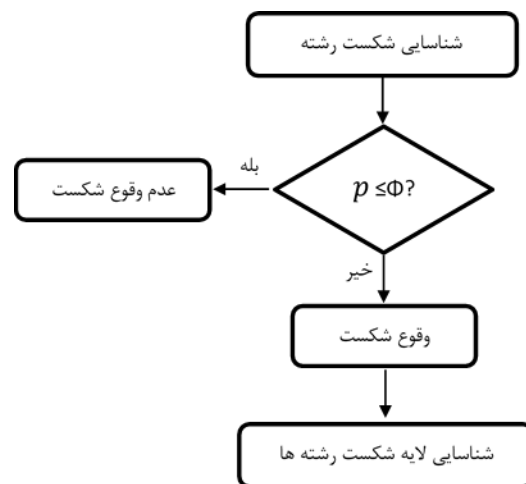 شناسایی شکست رشته
p ≤Φ?
بله
عدم وقوع شکست
خیر
وقوع شکست
شناسایی لایه شکست رشته ها